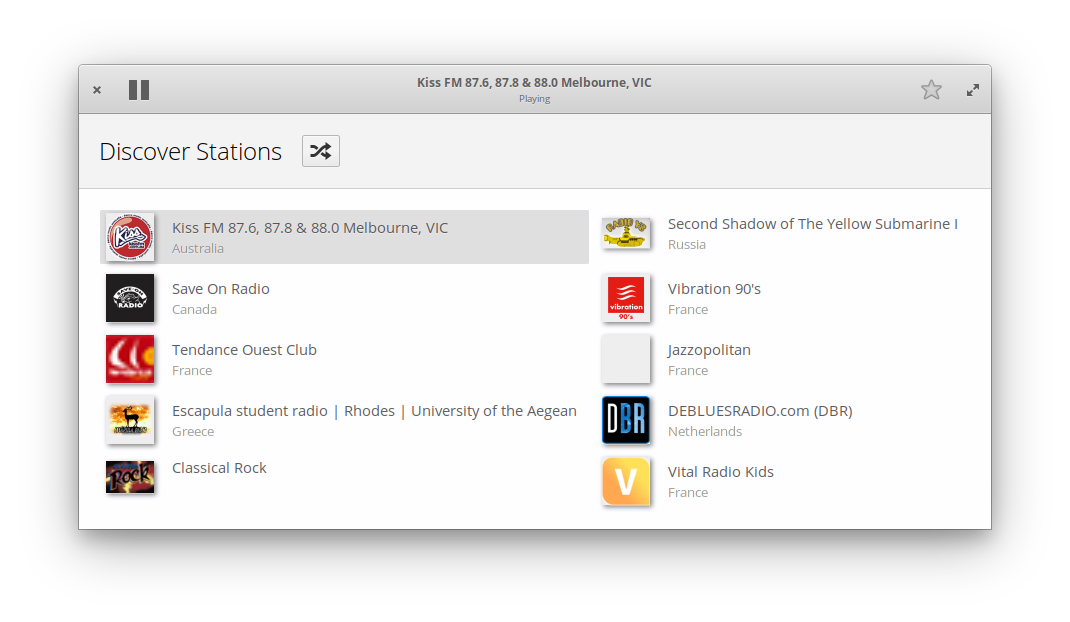 Kiss FM 87.6, 87.8 & 88.0 Melbourne, VIC
Playing
Discover Stations
Kiss FM 87.6, 87.8 & 88.0 Melbourne, VIC
Australia
Kiss
Save On Radio
Canada
SAVE ON
RADIO
Tendance Ouest Club
France
Escapula student radio | Rhodes | University of the Aegean
Greece
Classical Rock
ROCK
Second Shadow of The Yellow Submarine I
Russia
Vibration 90's
France
vibration
90's
Jazzopolitan
France
DEBLUESRADIO.com (DBR)
Netherlands
DBR
Vital Radio Kids
France
V